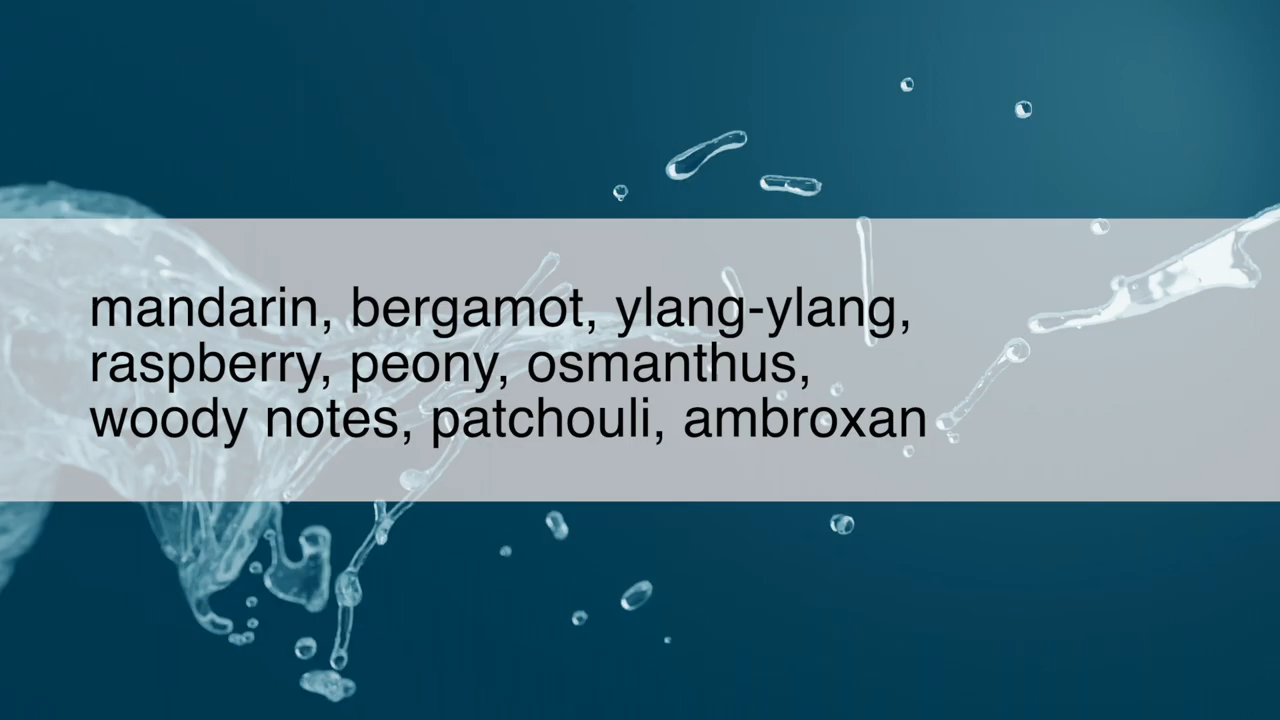 mandarin, bergamot, ylang-ylang,
raspberry, peony, osmanthus,
woody notes, patchouli, ambroxan